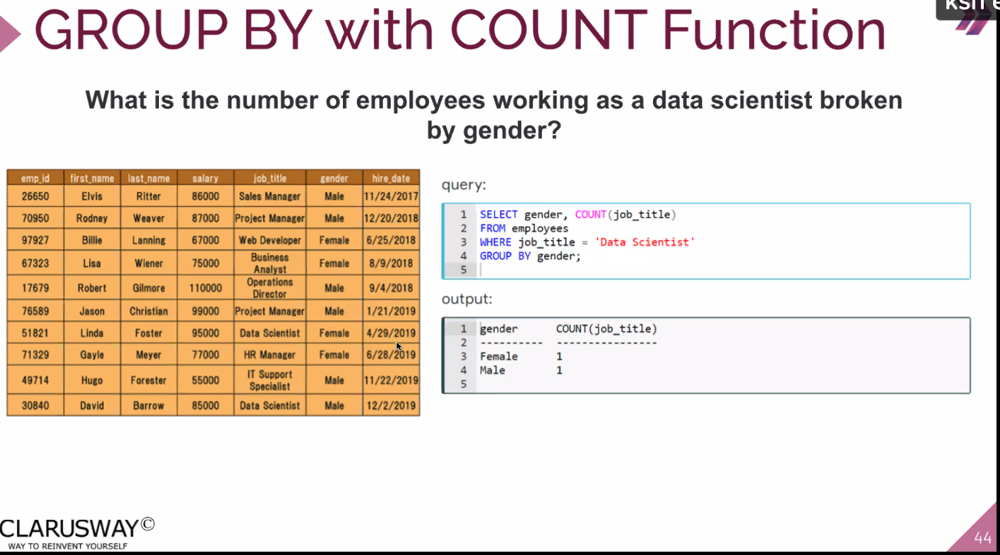 ksh e
GROUP BY with COUNT Function
What is the number of employees working as a data scientist broken
by gender?
emp_id first_name last_name salary job_title gender hire_date
26650 Elvis Ritter 86000 Sales Manager Male 11/24/2017
70950 Rodney Weaver 87000 Project Manager Male 12/20/2018
97927 Billie Lanning 67000 Web Developer Female 6/25/2018
67323 Lisa Wiener 75000 Business Analyst Female 8/9/2018
17679 Robert Gilmore 110000 Operations Director Male 9/4/2018
76589 Jason Christian 99000 Project Manager Male 1/21/2019
51821 Linda Foster 95000 Data Scientist Female 4/29/2019
71329 Gayle Meyer 77000 HR Manager Female 6/28/2019
49714 Hugo Forester 55000 IT Support Specialist Male 11/22/2019
30840 David Barrow 85000 Data Scientist Male 12/2/2019
query:
1 SELECT gender, COUNT(job_title)
2 FROM employees
3 WHERE job_title = 'Data Scientist'
4 GROUP BY gender;
5
output:
1 gender COUNT(job_title)
2 ---------- ----------------
3 Female 1
4 Male 1
5
CLARUSWAY©
WAY TO REINVENT YOURSELF
44